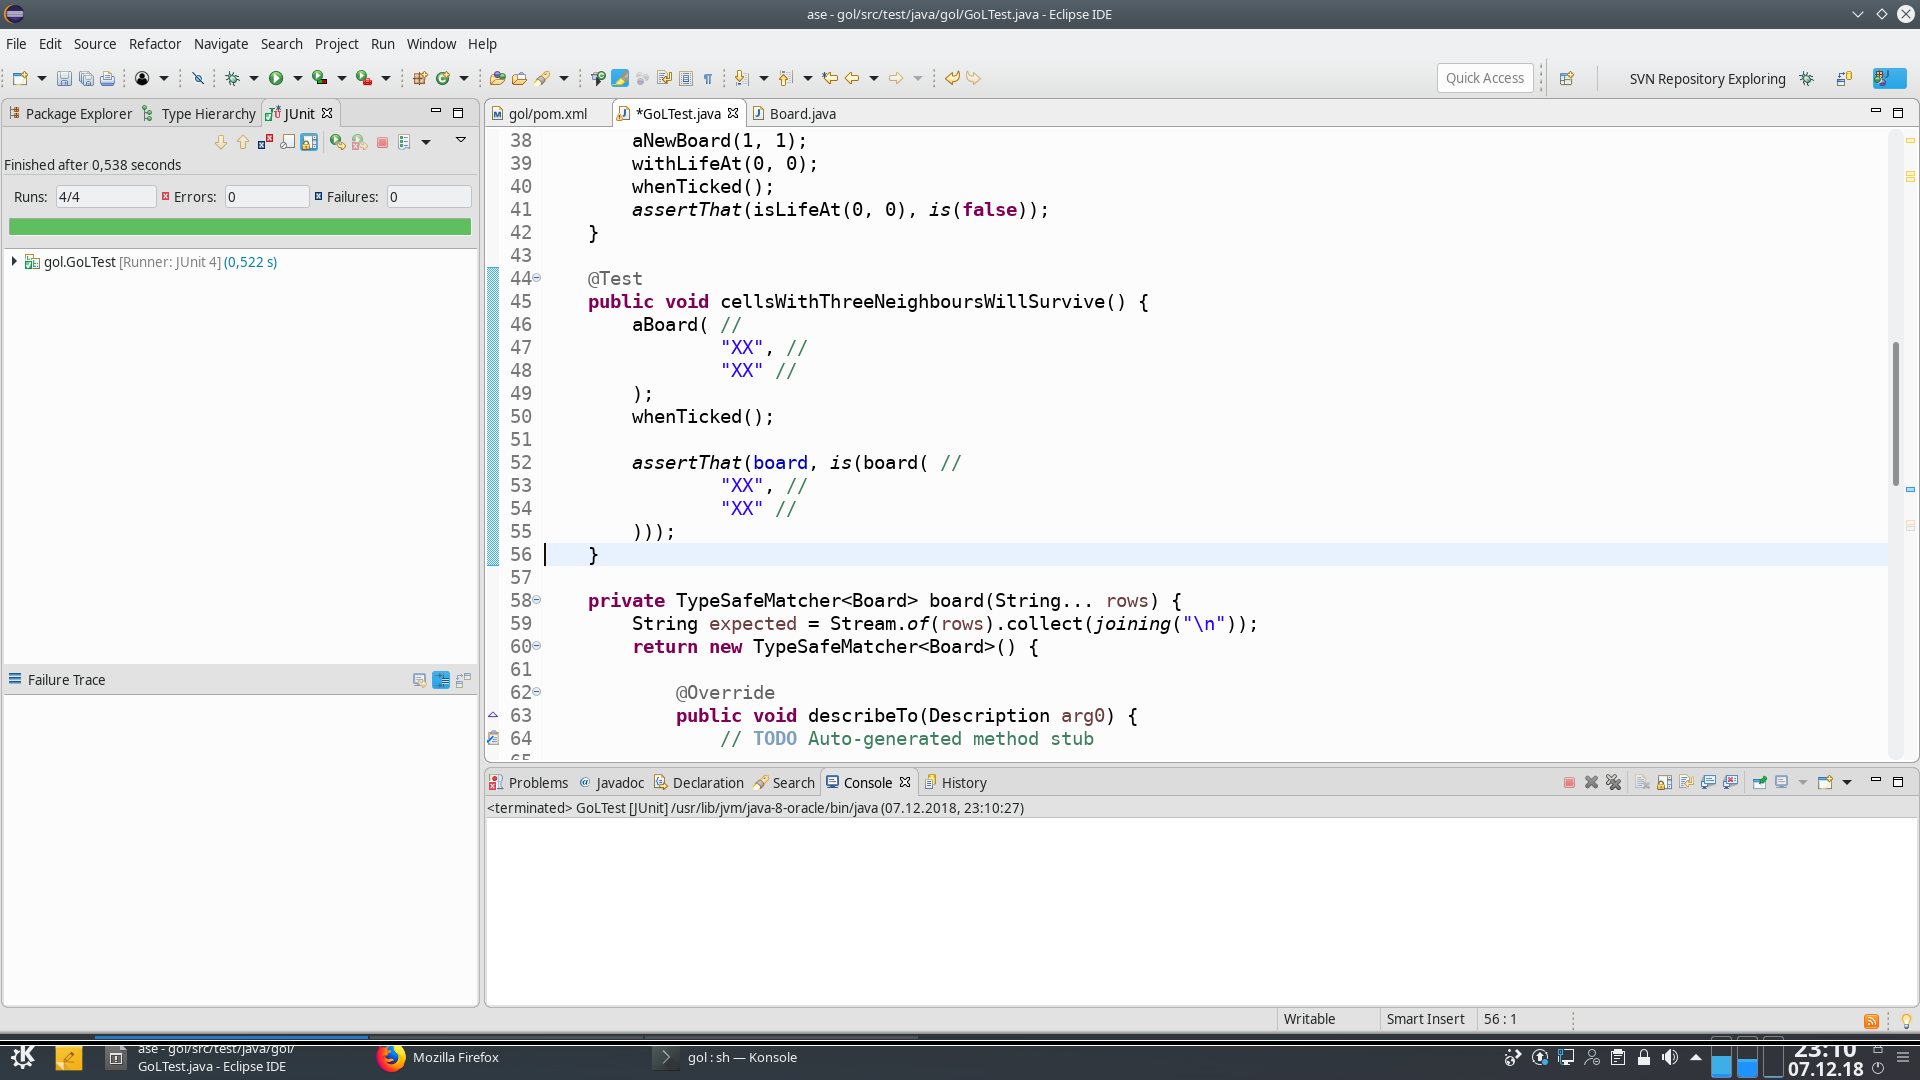 ase - gol/src/test/java/gol/GoLTest.java - Eclipse IDE
File Edit Source Refactor Navigate Search Project Run Window Help
Quick Access
SVN Repository Exploring
Package Explorer Type Hierarchy JUnit
Finished after 0,538 seconds
Runs: 4/4 Errors: 0 Failures: 0
gol.GoLTest [Runner: JUnit 4] (0,522 s)
Failure Trace
gol/pom.xml *GoLTest.java Board.java
38 aNewBoard(1, 1);
39 withLifeAt(0, 0);
40 whenTicked();
41 assertThat(isLifeAt(0, 0), is(false));
42 }
43
44 @Test
45 public void cellsWithThreeNeighboursWillSurvive() {
46 aBoard( //
47 "XX", //
48 "XX" //
49 );
50 whenTicked();
51
52 assertThat(board, is(board( //
53 "XX", //
54 "XX" //
55 )));
56 }
57
58 private TypeSafeMatcher<Board> board(String... rows) {
59 String expected = Stream.of(rows).collect(joining("\n"));
60 return new TypeSafeMatcher<Board>() {
61
62 @Override
63 public void describeTo(Description arg0) {
64 // TODO Auto-generated method stub
65
Problems Javadoc Declaration Search Console History
<terminated> GoLTest [JUnit] /usr/lib/jvm/java-8-oracle/bin/java (07.12.2018, 23:10:27)
Writable Smart Insert 56 : 1
ase - gol/src/test/java/gol/
GoLTest.java - Eclipse IDE
Mozilla Firefox
gol : sh — Konsole
23:10
07.12.18